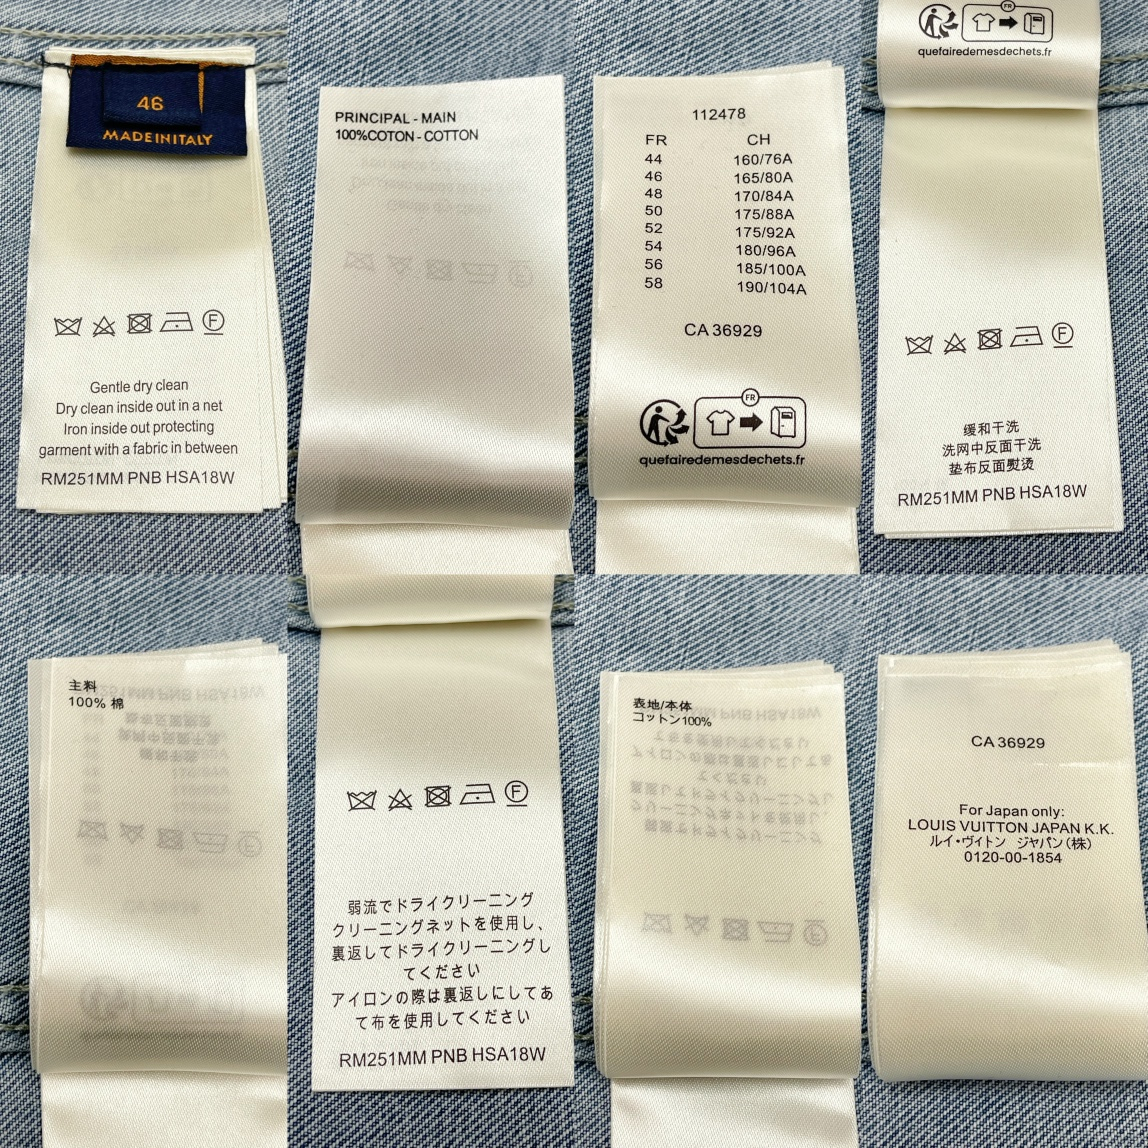 46
MADE IN ITALY
Gentle dry clean
Dry clean inside out in a net
Iron inside out protecting
garment with a fabric in between
RM251MM PNB HSA18W
PRINCIPAL - MAIN
100%COTON - COTTON
112478
FR CH
44 160/76A
46 165/80A
48 170/84A
50 175/88A
52 175/92A
54 180/96A
56 185/100A
58 190/104A
CA 36929
FR
quefairedemesdechets.fr
FR
quefairedemesdechets.fr
F
缓和干洗
洗网中反面干洗
垫布反面熨烫
RM251MM PNB HSA18W
主料
100% 棉
F
弱流でドライクリーニング
クリーニングネットを使用し、
裏返してドライクリーニングし
てください
アイロンの際は裏返しにしてあ
て布を使用してください
RM251MM PNB HSA18W
表地/本体
コットン100%
CA 36929
For Japan only:
LOUIS VUITTON JAPAN K.K.
ルイ・ヴィトン ジャパン(株)
0120-00-1854